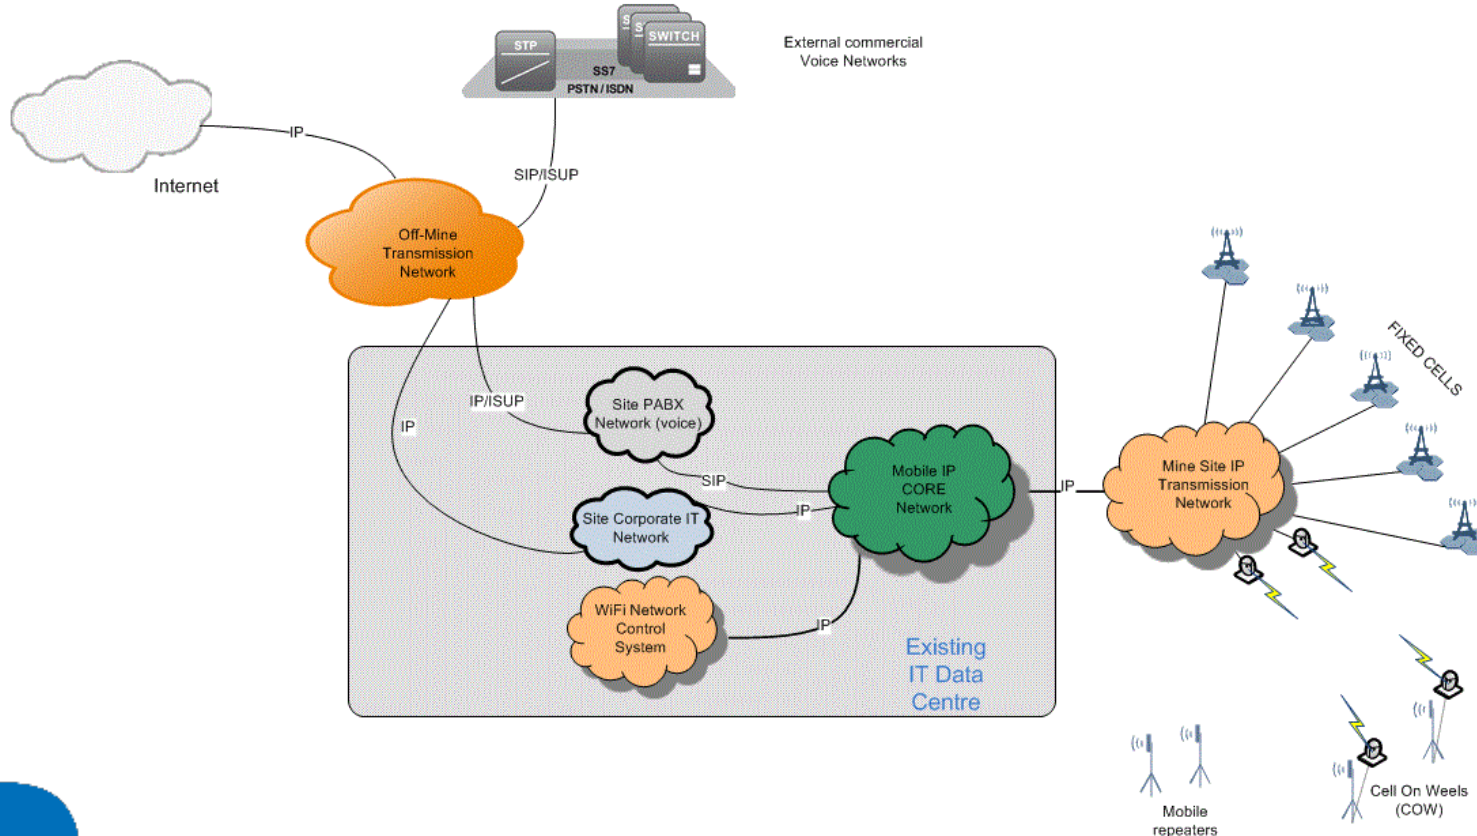 STP
S
S
SWITCH
SS7
PSTN / ISDN
External commercial
Voice Networks
IP
Internet
SIP/ISUP
Off-Mine
Transmission
Network
IP/ISUP
IP
Site PABX
Network (voice)
SIP
Site Corporate IT
Network
IP
WiFi Network
Control
System
IP
Mobile IP
CORE
Network
Existing
IT Data
Centre
IP
Mine Site IP
Transmission
Network
FIXED CELLS
Mobile
repeaters
Cell On Weels
(COW)